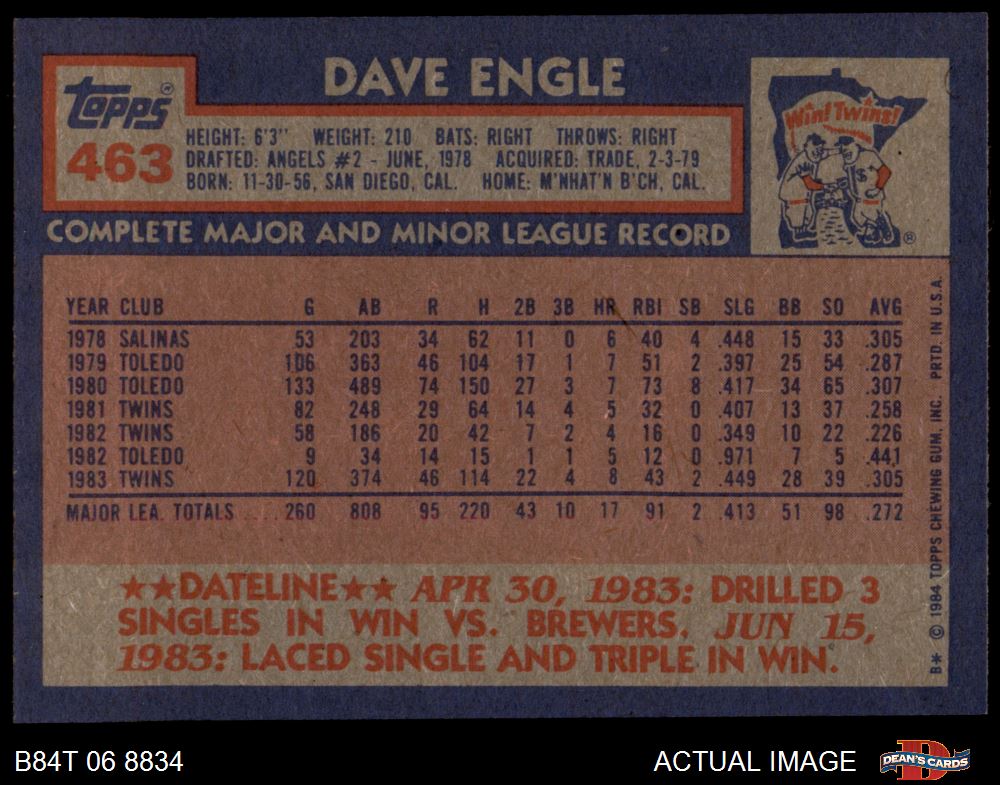 DAVE ENGLE
Topps®
463
HEIGHT: 6'3" WEIGHT: 210 BATS: RIGHT THROWS: RIGHT
DRAFTED: ANGELS #2 - JUNE, 1978 ACQUIRED: TRADE, 2-3-79
BORN: 11-30-56, SAN DIEGO, CAL. HOME: M'NHAT'N B'CH, CAL.
Win! Twins!
®
COMPLETE MAJOR AND MINOR LEAGUE RECORD
YEAR CLUB G AB R H 2B 3B HR RBI SB SLG BB SO AVG
1978 SALINAS 53 203 34 62 11 0 6 40 4 .448 15 33 .305
1979 TOLEDO 106 363 46 104 17 1 7 51 2 .397 25 54 .287
1980 TOLEDO 133 489 74 150 27 3 7 73 8 .417 34 65 .307
1981 TWINS 82 248 29 64 14 4 5 32 0 .407 13 37 .258
1982 TWINS 58 186 20 42 7 2 4 16 0 .349 10 22 .226
1982 TOLEDO 9 34 14 15 1 1 5 12 0 .971 7 5 .441
1983 TWINS 120 374 46 114 22 4 8 43 2 .449 28 39 .305
MAJOR LEA. TOTALS .... 260 808 95 220 43 10 17 91 2 .413 51 98 .272
★★DATELINE★★ APR 30, 1983: DRILLED 3
SINGLES IN WIN VS. BREWERS. JUN 15,
1983: LACED SINGLE AND TRIPLE IN WIN.
B* © 1984 TOPPS CHEWING GUM, INC. PRTD. IN U.S.A.
B84T 06 8834
ACTUAL IMAGE
DEAN'S CARDS